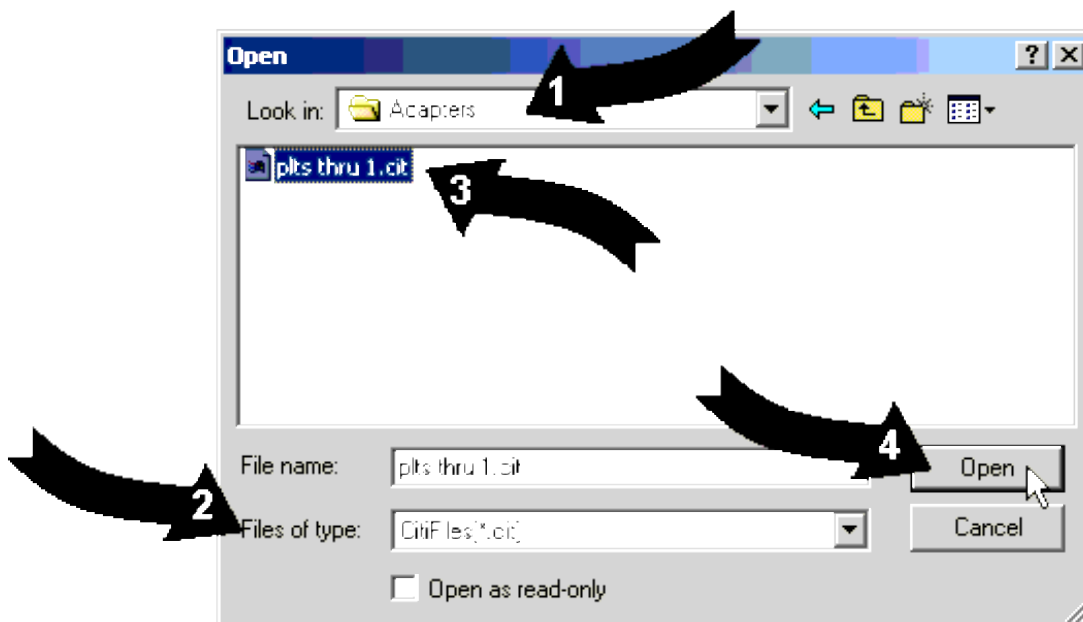 Open
1
Look in: Adapters
plts thru 1.cit
3
4
File name: plts thru 1.cit Open
2
Files of type: CitiFiles(*.cit) Cancel
Open as read-only